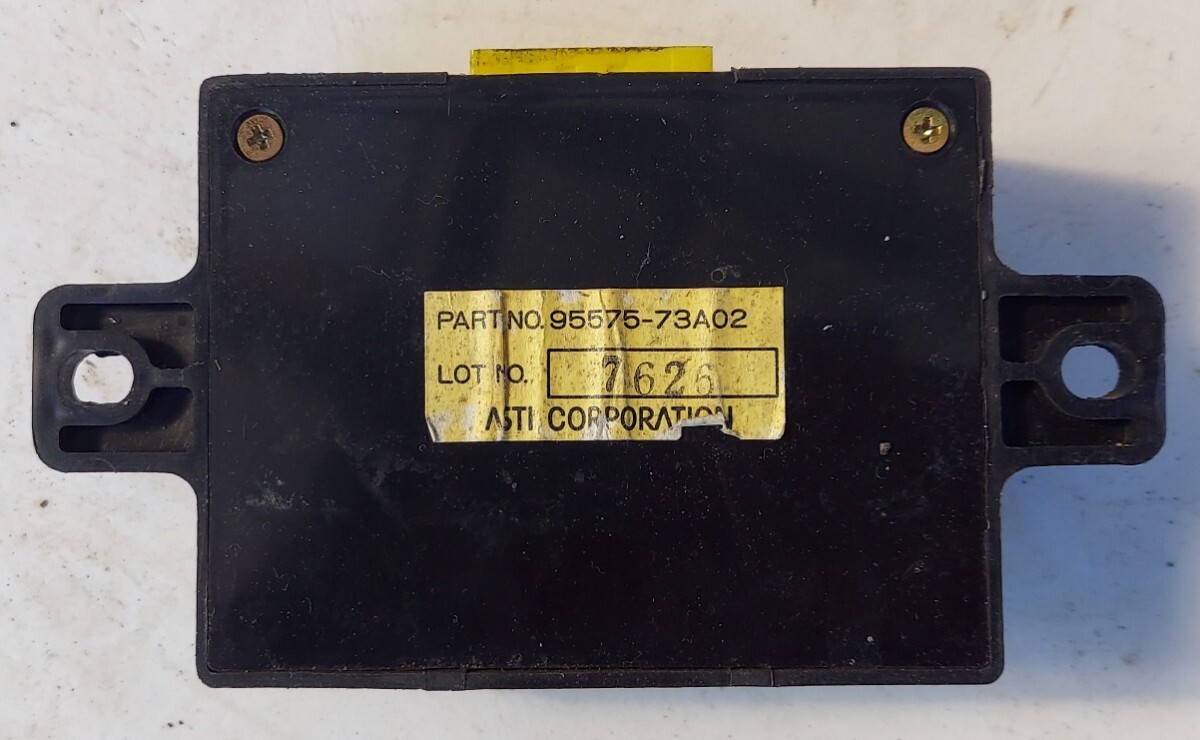 PART NO. 95575-73A02
LOT NO. 7626
ASTI CORPORATION